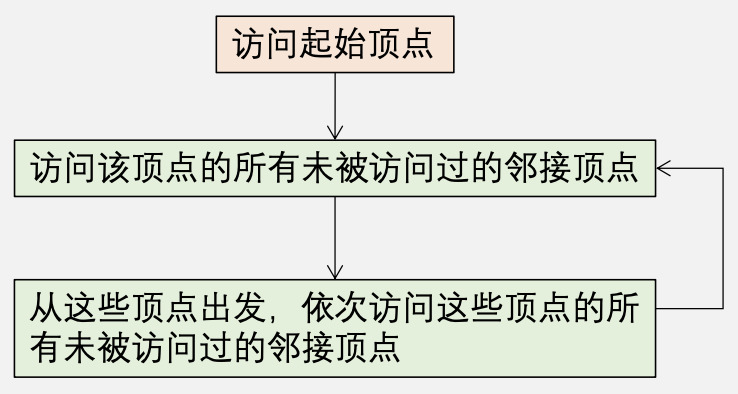 访问起始顶点
访问该顶点的所有未被访问过的邻接顶点
从这些顶点出发，依次访问这些顶点的所
有未被访问过的邻接顶点